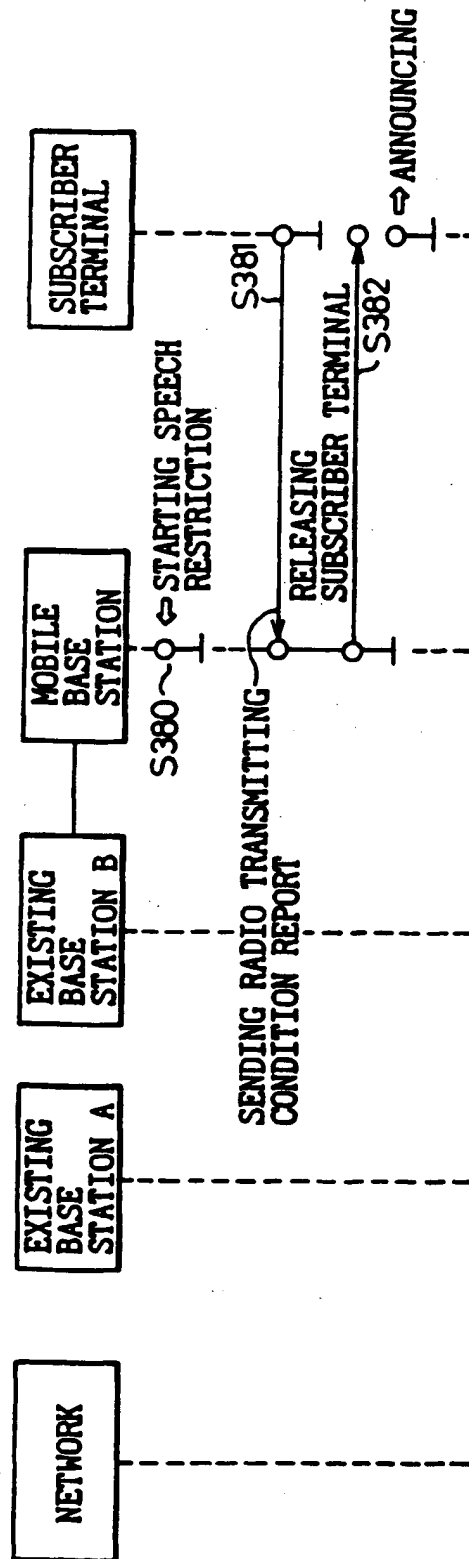 NETWORK
EXISTING
BASE
STATION A
EXISTING
BASE
STATION B
MOBILE
BASE
STATION
SUBSCRIBER
TERMINAL
S380
⇦ STARTING SPEECH
RESTRICTION
SENDING RADIO TRANSMITTING
CONDITION REPORT
S381
RELEASING
SUBSCRIBER TERMINAL
S382
⇨ ANNOUNCING